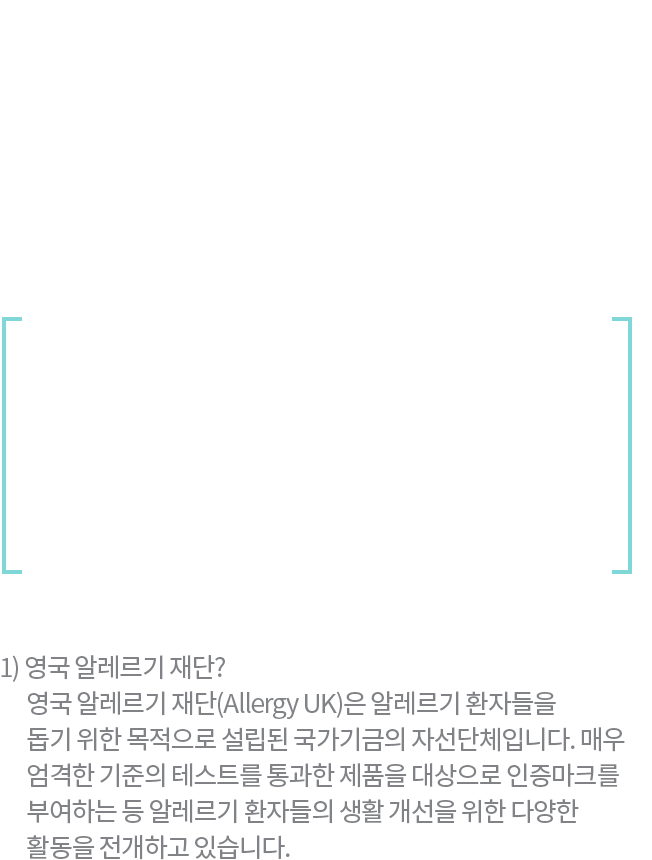 1) 영국 알레르기 재단?
영국 알레르기 재단(Allergy UK)은 알레르기 환자들을
돕기 위한 목적으로 설립된 국가기금의 자선단체입니다. 매우
엄격한 기준의 테스트를 통과한 제품을 대상으로 인증마크를
부여하는 등 알레르기 환자들의 생활 개선을 위한 다양한
활동을 전개하고 있습니다.